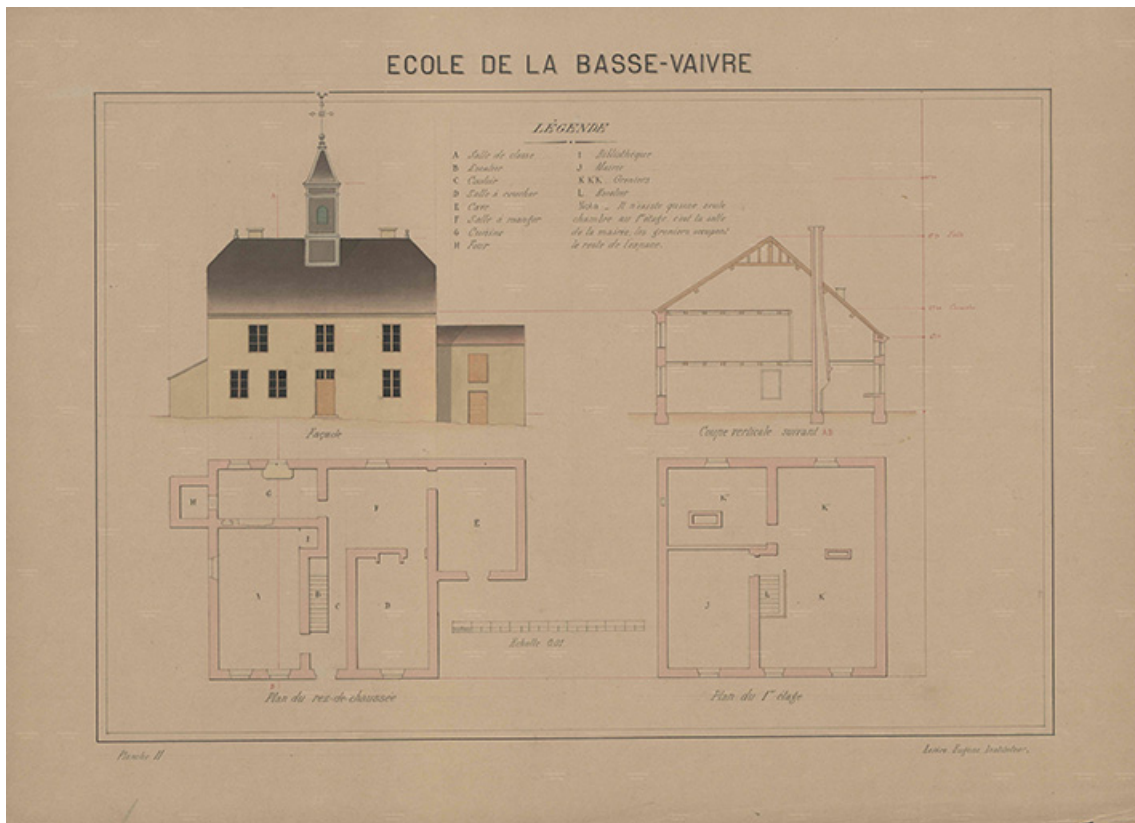 ECOLE DE LA BASSE-VAIVRE
LÉGENDE
A Salle de classe
B Escalier
C Couloir
D Salle à coucher
E Cave
F Salle à manger
G Cuisine
H Four
I Bibliothèque
J Mairie
K K K. Greniers
L Escalier
Nota _ Il n'existe qu'une seule
chambre au 1er étage, c'est la salle
de la mairie, les greniers occupent
le reste de l'espace.
Façade
Coupe verticale suivant A.B
H
G
F
E
I
A
B
C
D
Echelle 0,01
Plan du rez-de-chaussée
K''
K'
J
L
K
Plan du 1er étage
Planche II
Eugène Instituteur.